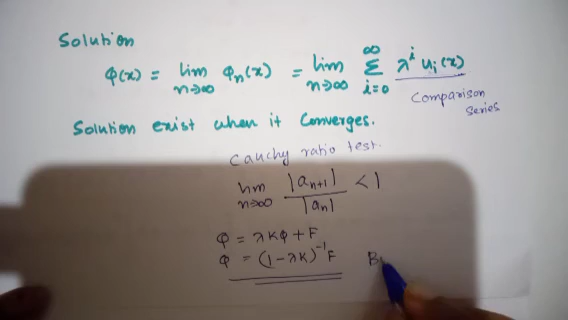 Solution
φ(x) = lim n→∞ φn(x) = lim n→∞ ∞ Σ i=0 λ^i ui(x)
Comparison
series
Solution exist when it Converges.
Cauchy ratio test.
lim n→∞ |an+1| / |an| < 1
φ = λKφ + F
φ = (1-λK)^-1 F